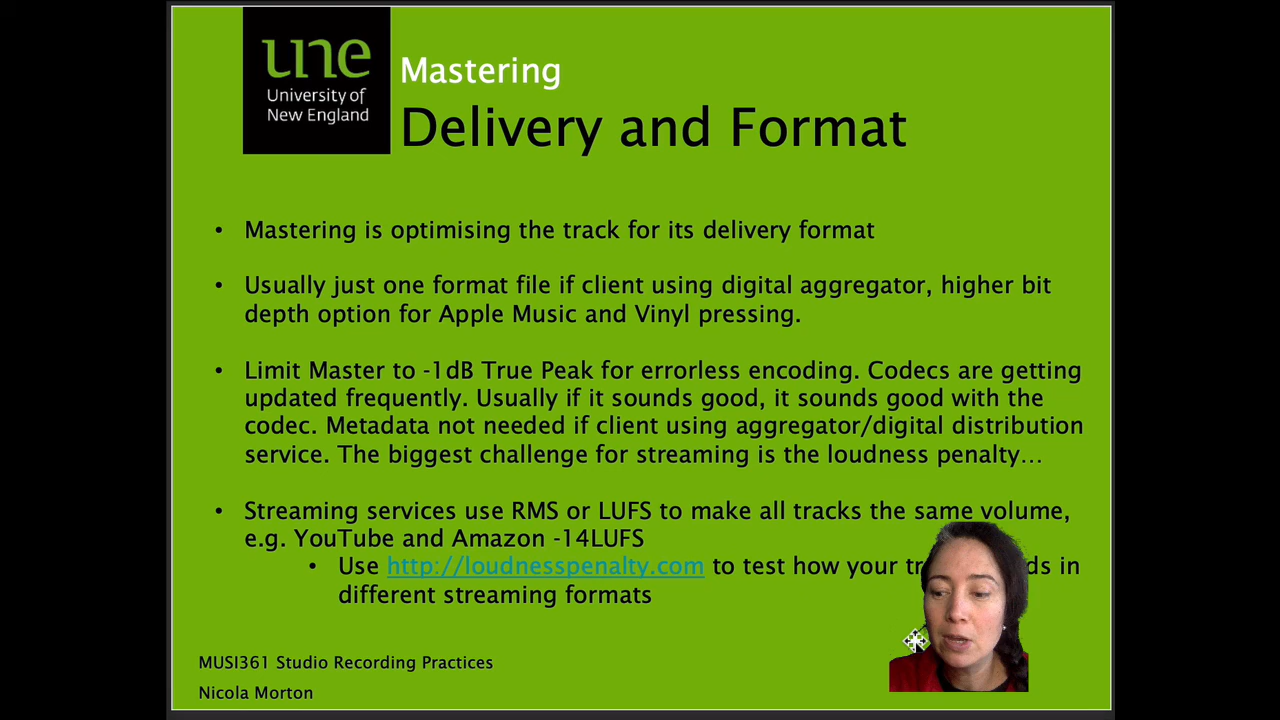 une
University of
New England
Mastering
Delivery and Format
• Mastering is optimising the track for its delivery format
• Usually just one format file if client using digital aggregator, higher bit
depth option for Apple Music and Vinyl pressing.
• Limit Master to -1dB True Peak for errorless encoding. Codecs are getting
updated frequently. Usually if it sounds good, it sounds good with the
codec. Metadata not needed if client using aggregator/digital distribution
service. The biggest challenge for streaming is the loudness penalty...
• Streaming services use RMS or LUFS to make all tracks the same volume,
e.g. YouTube and Amazon -14LUFS
• Use http://loudnesspenalty.com to test how your in
different streaming formats
MUSI361 Studio Recording Practices
Nicola Morton